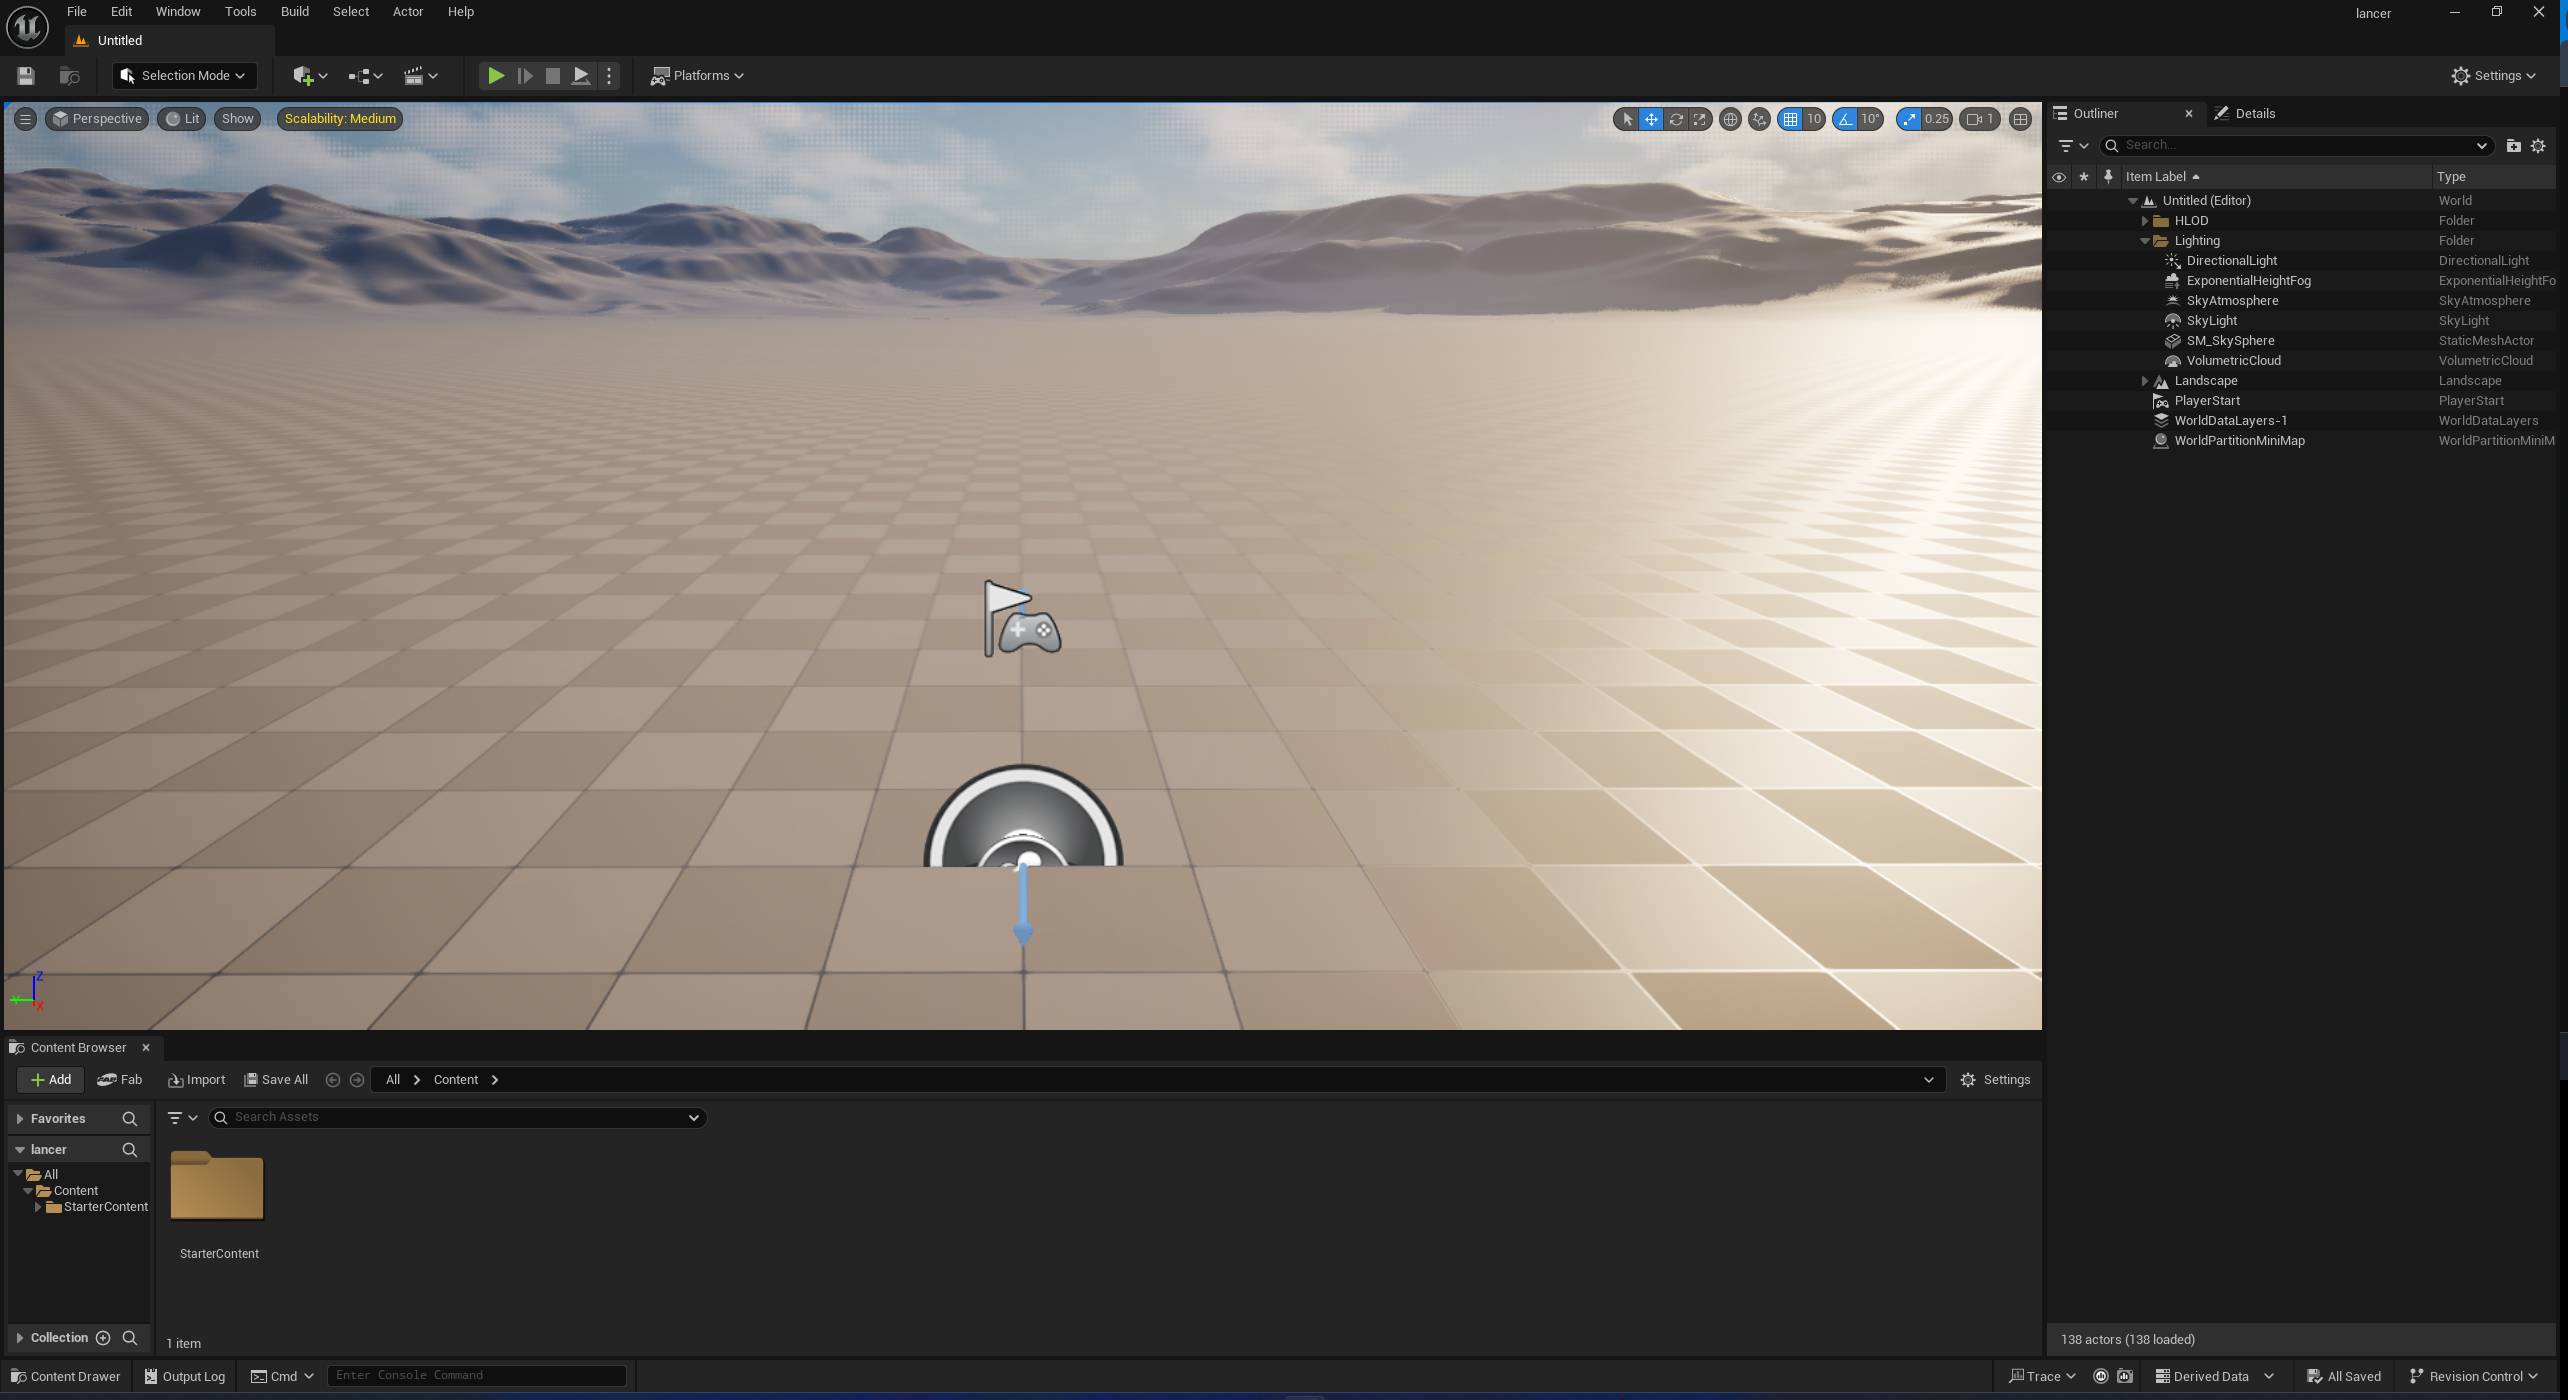 File Edit Window Tools Build Select Actor Help
lancer
Untitled
Selection Mode
Platforms
Settings
Perspective Lit Show Scalability: Medium
10 10° 0.25 1
Outliner Details
Search...
Item Label Type
Untitled (Editor) World
HLOD Folder
Lighting Folder
DirectionalLight DirectionalLight
ExponentialHeightFog ExponentialHeightFo
SkyAtmosphere SkyAtmosphere
SkyLight SkyLight
SM_SkySphere StaticMeshActor
VolumetricCloud VolumetricCloud
Landscape Landscape
PlayerStart PlayerStart
WorldDataLayers-1 WorldDataLayers
WorldPartitionMiniMap WorldPartitionMiniM
138 actors (138 loaded)
Z
Y
X
Content Browser
Add Fab Import Save All All Content Settings
Favorites
Search Assets
lancer
All
Content
StarterContent
StarterContent
Collection
1 item
Content Drawer Output Log Cmd Enter Console Command
Trace Derived Data All Saved Revision Control